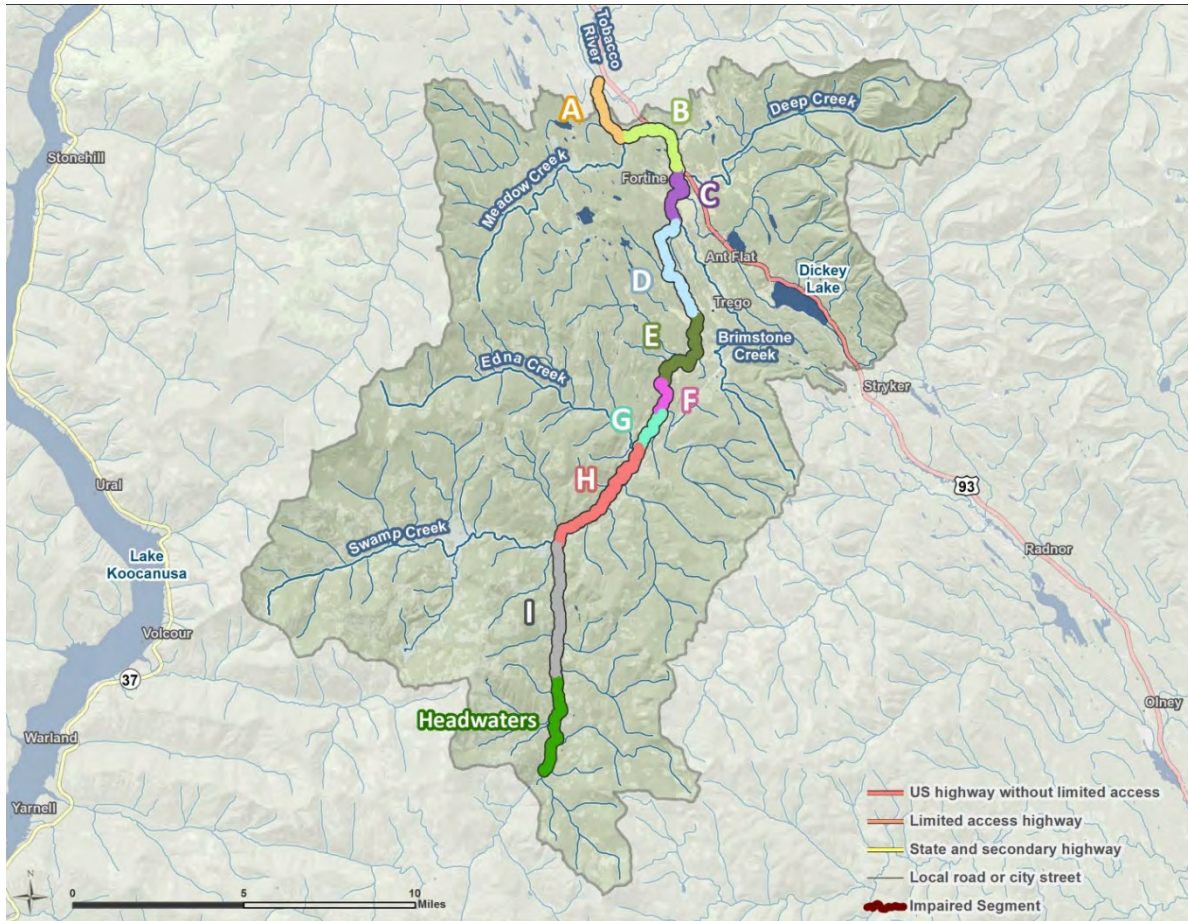 Tobacco
River
A
B
Deep Creek
Stonehill
Meadow Creek
Fortine
C
Ant Flat
D
Dickey
Lake
Trego
E
Brimstone
Creek
Edna Creek
Stryker
F
G
Ural
H
93
Swamp Creek
Radnor
Lake
Koocanusa
I
Volcour
37
Headwaters
Olney
Warland
US highway without limited access
Yarnell
Limited access highway
State and secondary highway
Local road or city street
N
0
5
10
Miles
Impaired Segment